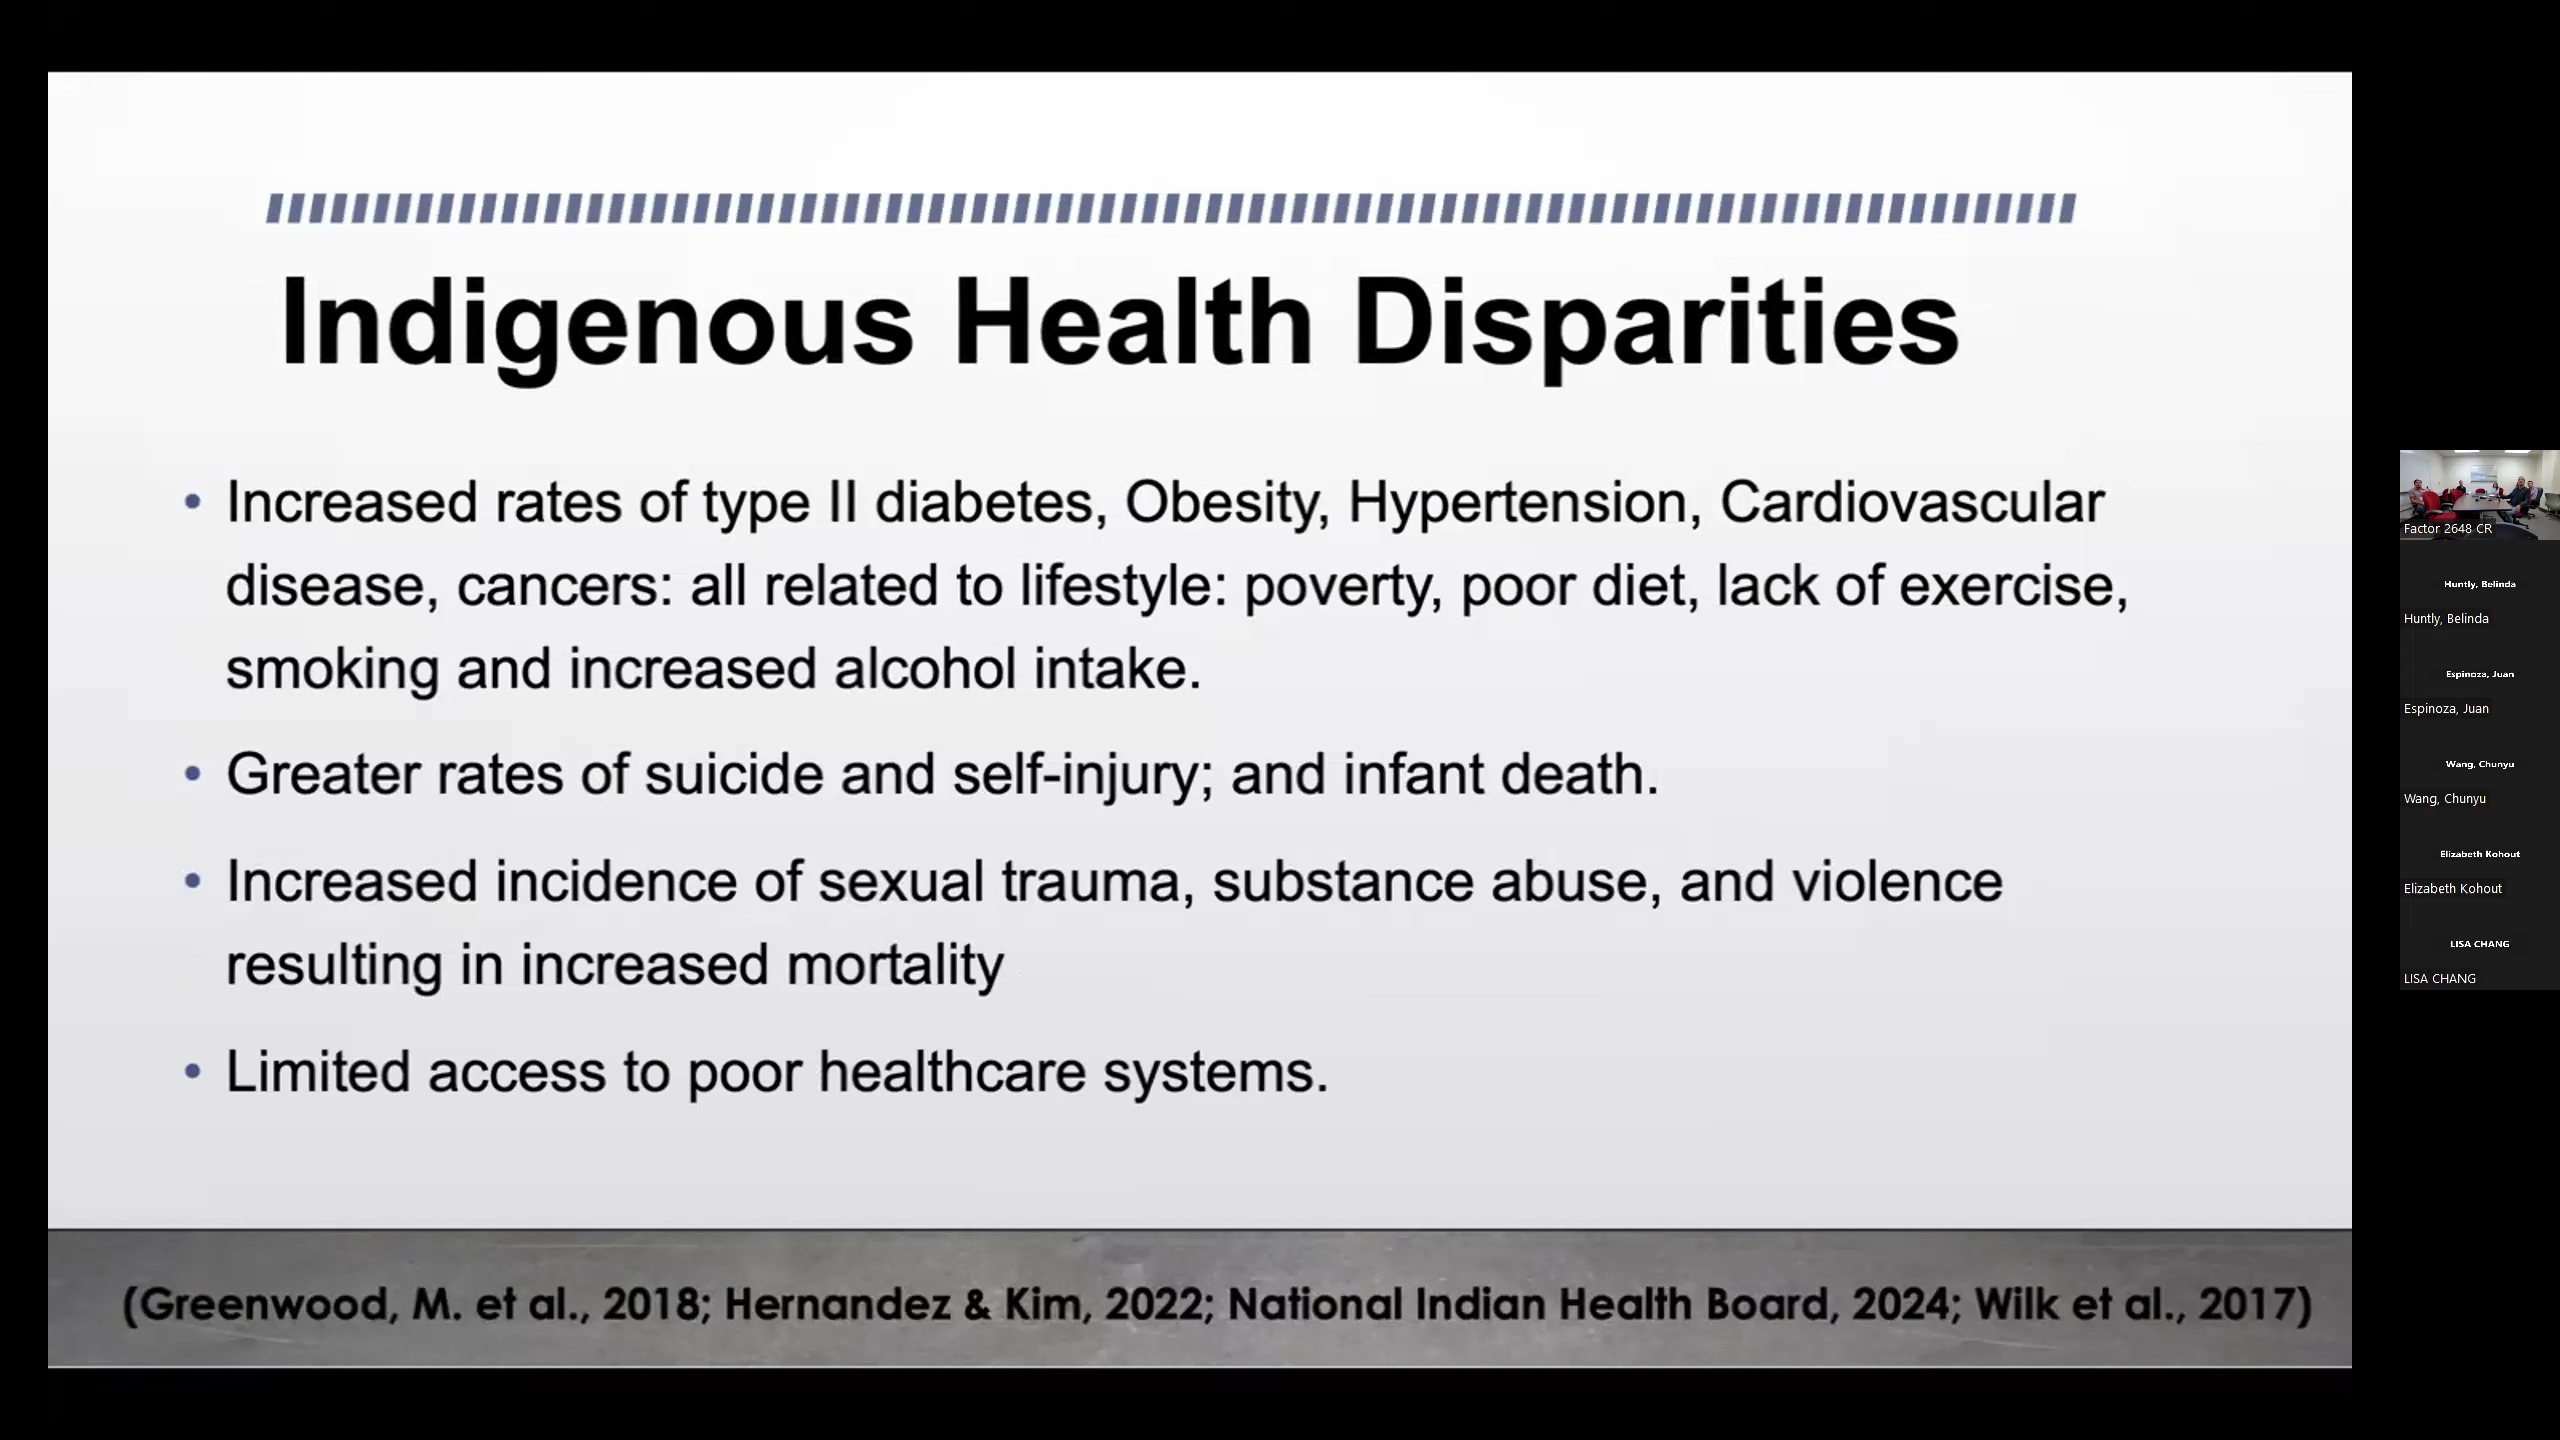 Indigenous Health Disparities
• Increased rates of type II diabetes, Obesity, Hypertension, Cardiovascular
disease, cancers: all related to lifestyle: poverty, poor diet, lack of exercise,
smoking and increased alcohol intake.
• Greater rates of suicide and self-injury; and infant death.
• Increased incidence of sexual trauma, substance abuse, and violence
resulting in increased mortality
• Limited access to poor healthcare systems.
(Greenwood, M. et al., 2018; Hernandez & Kim, 2022; National Indian Health Board, 2024; Wilk et al., 2017)
Factor 2648 CR
Huntly, Belinda
Huntly, Belinda
Espinoza, Juan
Espinoza, Juan
Wang, Chunyu
Wang, Chunyu
Elizabeth Kohout
Elizabeth Kohout
LISA CHANG
LISA CHANG